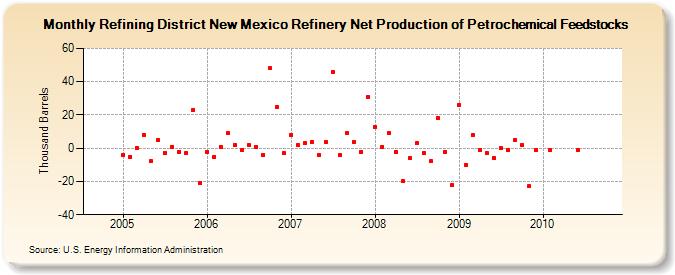 Monthly Refining District New Mexico Refinery Net Production of Petrochemical Feedstocks
Thousand Barrels
60
40
20
0
-20
-40
2005 2006 2007 2008 2009 2010
Source: U.S. Energy Information Administration